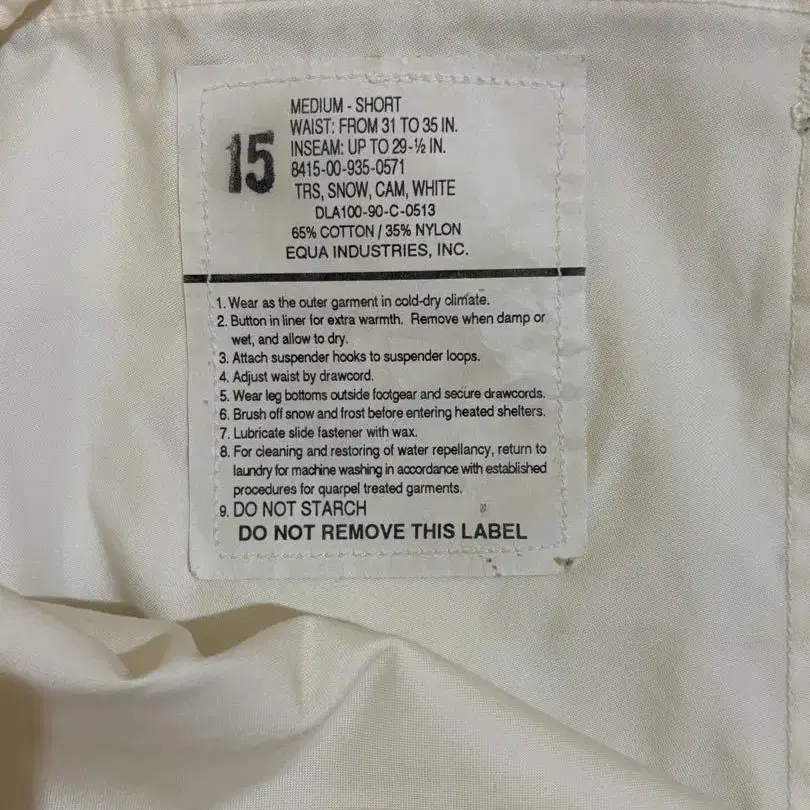 15
MEDIUM - SHORT
WAIST: FROM 31 TO 35 IN.
INSEAM: UP TO 29-½ IN.
8415-00-935-0571
TRS, SNOW, CAM, WHITE
DLA100-90-C-0513
65% COTTON / 35% NYLON
EQUA INDUSTRIES, INC.
1. Wear as the outer garment in cold-dry climate.
2. Button in liner for extra warmth. Remove when damp or
wet, and allow to dry.
3. Attach suspender hooks to suspender loops.
4. Adjust waist by drawcord.
5. Wear leg bottoms outside footgear and secure drawcords.
6. Brush off snow and frost before entering heated shelters.
7. Lubricate slide fastener with wax.
8. For cleaning and restoring of water repellancy, return to
laundry for machine washing in accordance with established
procedures for quarpel treated garments.
9. DO NOT STARCH
DO NOT REMOVE THIS LABEL